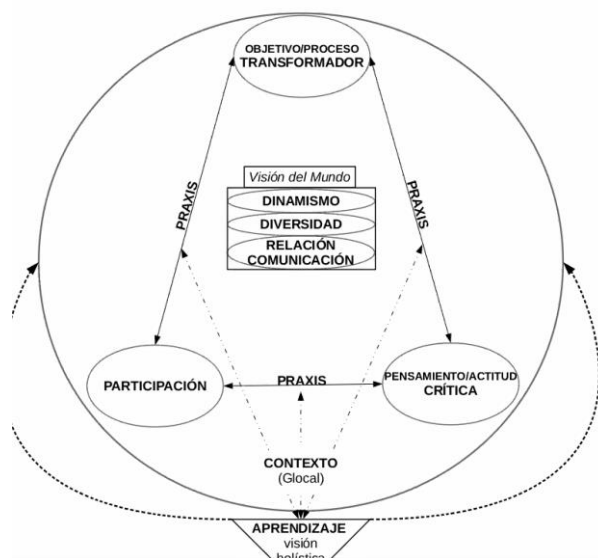 OBJETIVO/PROCESO
TRANSFORMADOR
PRAXIS
PRAXIS
Visión del Mundo
DINAMISMO
DIVERSIDAD
RELACIÓN
COMUNICACIÓN
PARTICIPACIÓN
PRAXIS
PENSAMIENTO/ACTITUD
CRÍTICA
CONTEXTO
(Glocal)
APRENDIZAJE
visión
holística